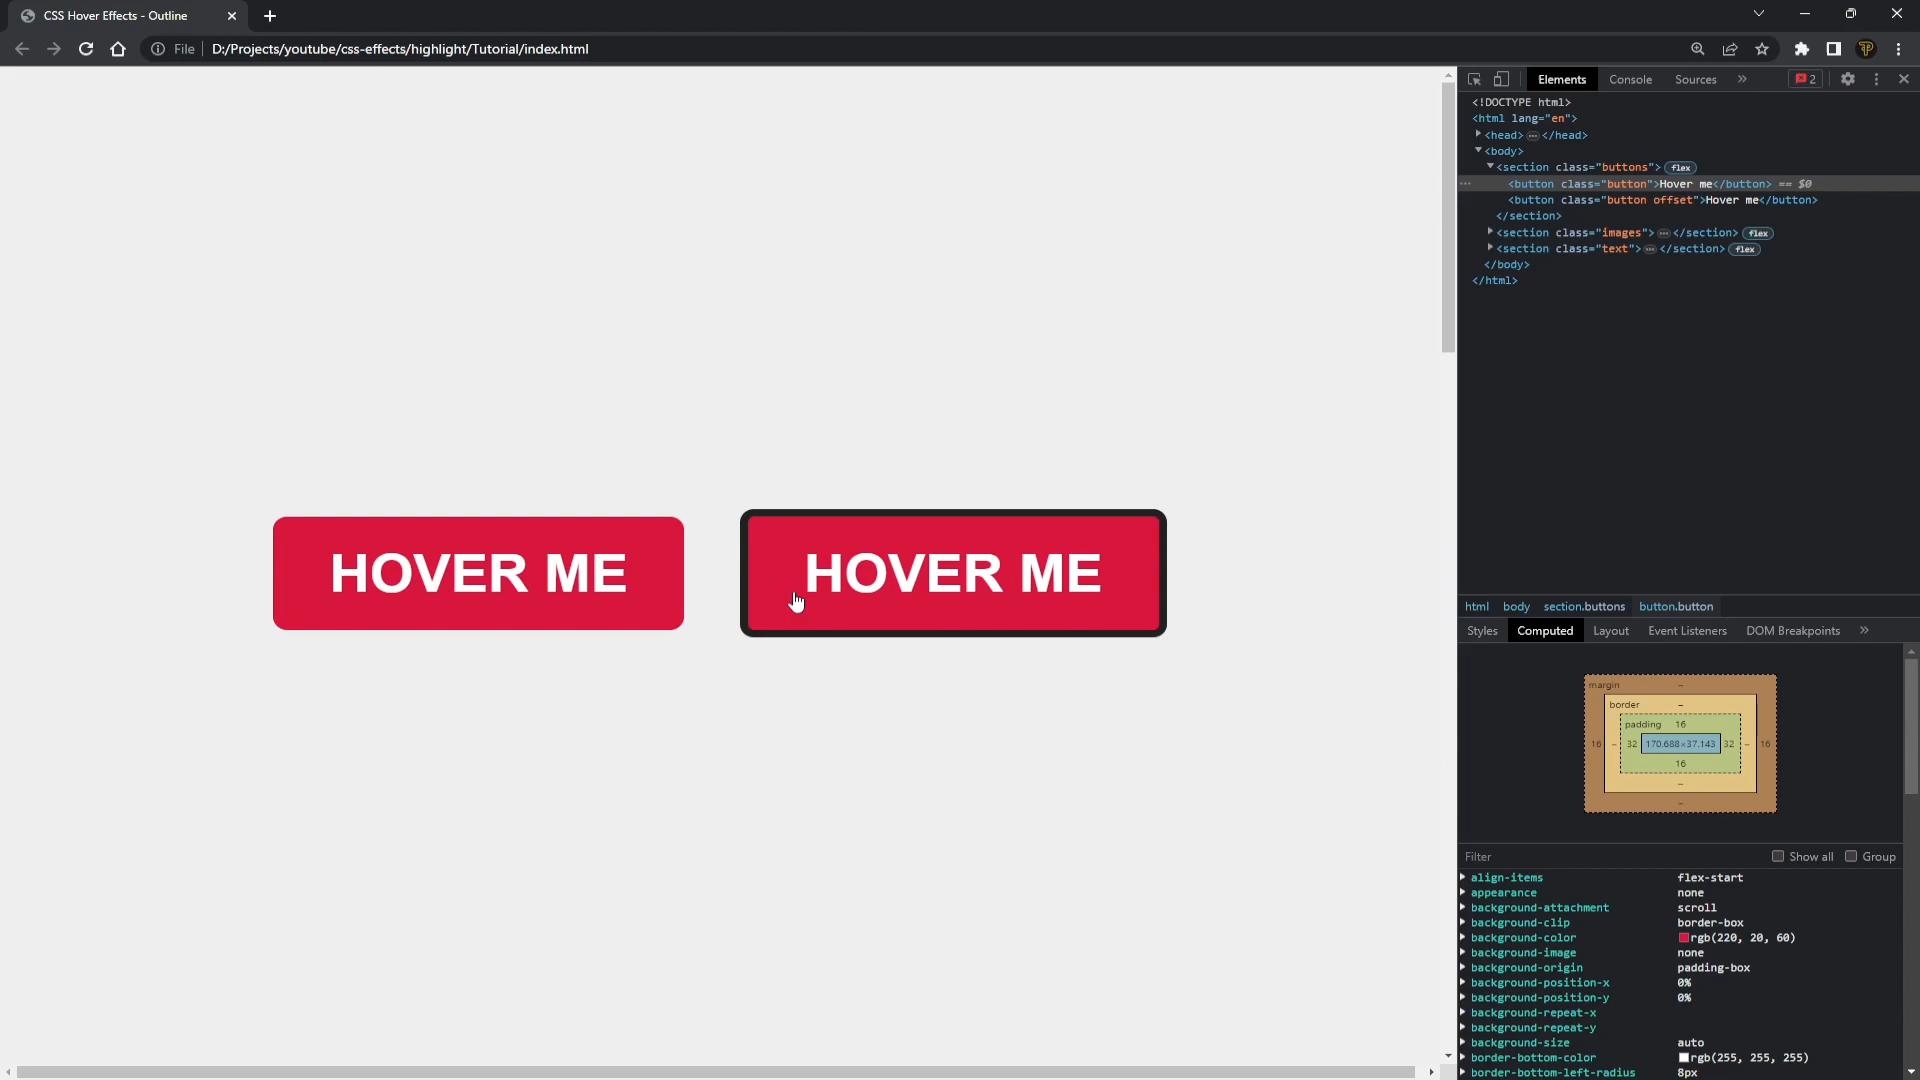 CSS Hover Effects - Outline
File
D:/Projects/youtube/css-effects/highlight/Tutorial/index.html
HOVER ME
HOVER ME
Elements Console Sources » 2
<!DOCTYPE html>
<html lang="en">
<head>…</head>
<body>
<section class="buttons"> flex
<button class="button">Hover me</button> == $0
<button class="button offset">Hover me</button>
</section>
<section class="images">…</section> flex
<section class="text">…</section> flex
</body>
</html>
html body section.buttons button.button
Styles Computed Layout Event Listeners DOM Breakpoints »
margin –
border –
padding 16
16 – 32 170.688×37.143 32 – 16
16
–
–
Filter Show all Group
align-items flex-start
appearance none
background-attachment scroll
background-clip border-box
background-color rgb(220, 20, 60)
background-image none
background-origin padding-box
background-position-x 0%
background-position-y 0%
background-repeat-x
background-repeat-y
background-size auto
border-bottom-color rgb(255, 255, 255)
border-bottom-left-radius 8px